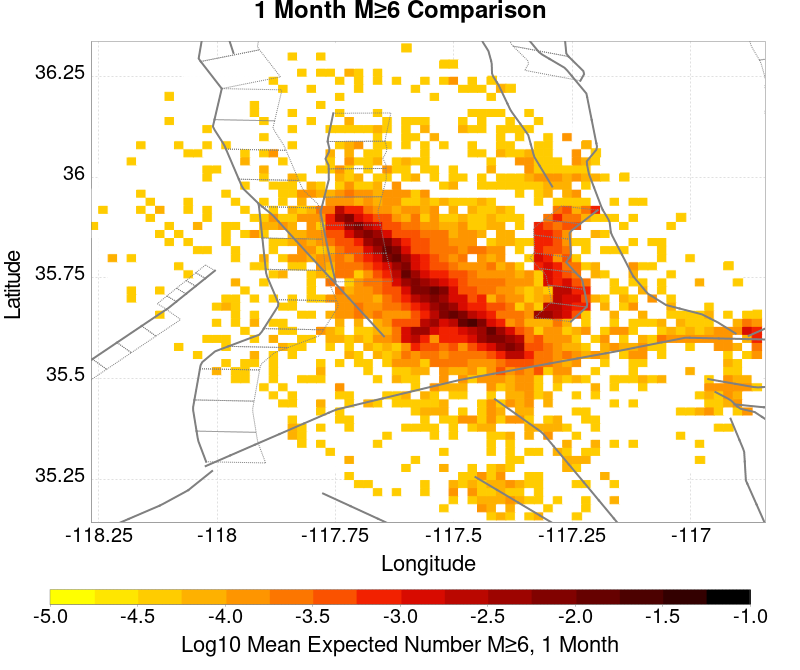 1 Month M≥6 Comparison
36.25
36
35.75
35.5
35.25
Latitude
-118.25 -118 -117.75 -117.5 -117.25 -117
Longitude
-5.0 -4.5 -4.0 -3.5 -3.0 -2.5 -2.0 -1.5 -1.0
Log10 Mean Expected Number M≥6, 1 Month